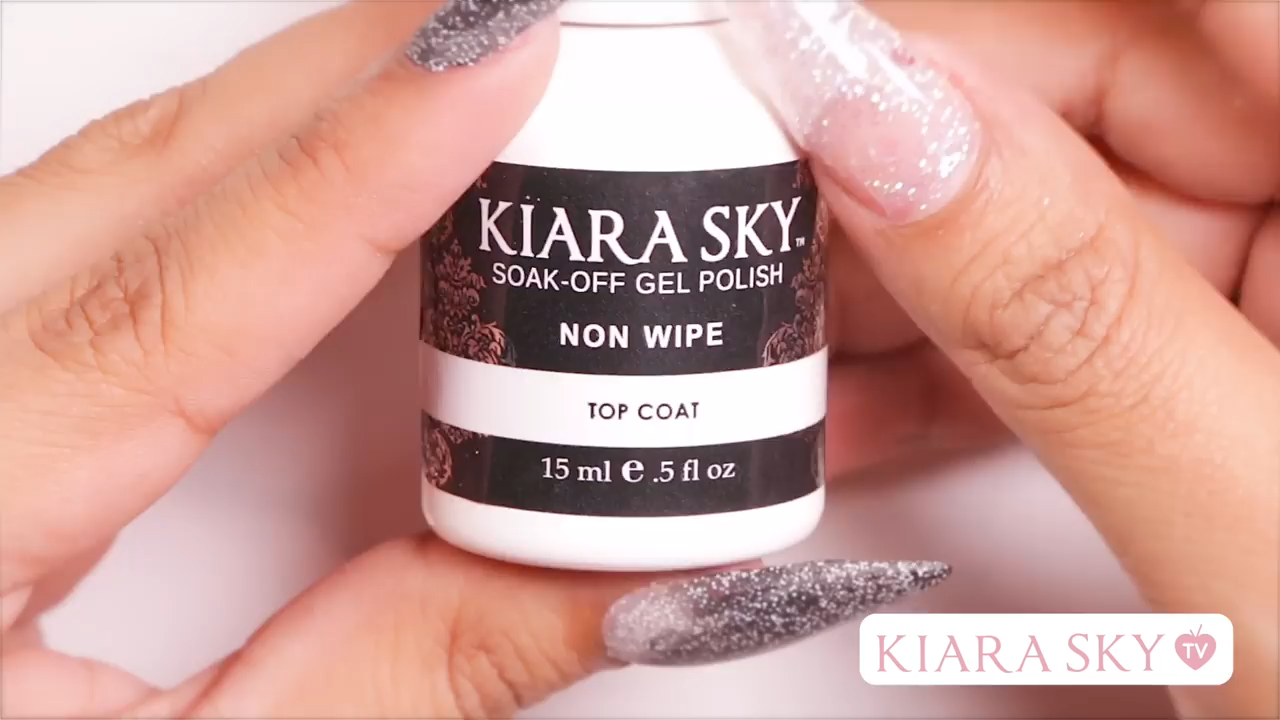 KIARA SKY™
SOAK-OFF GEL POLISH
NON WIPE
TOP COAT
15 ml e .5 fl oz
KIARA SKY TV